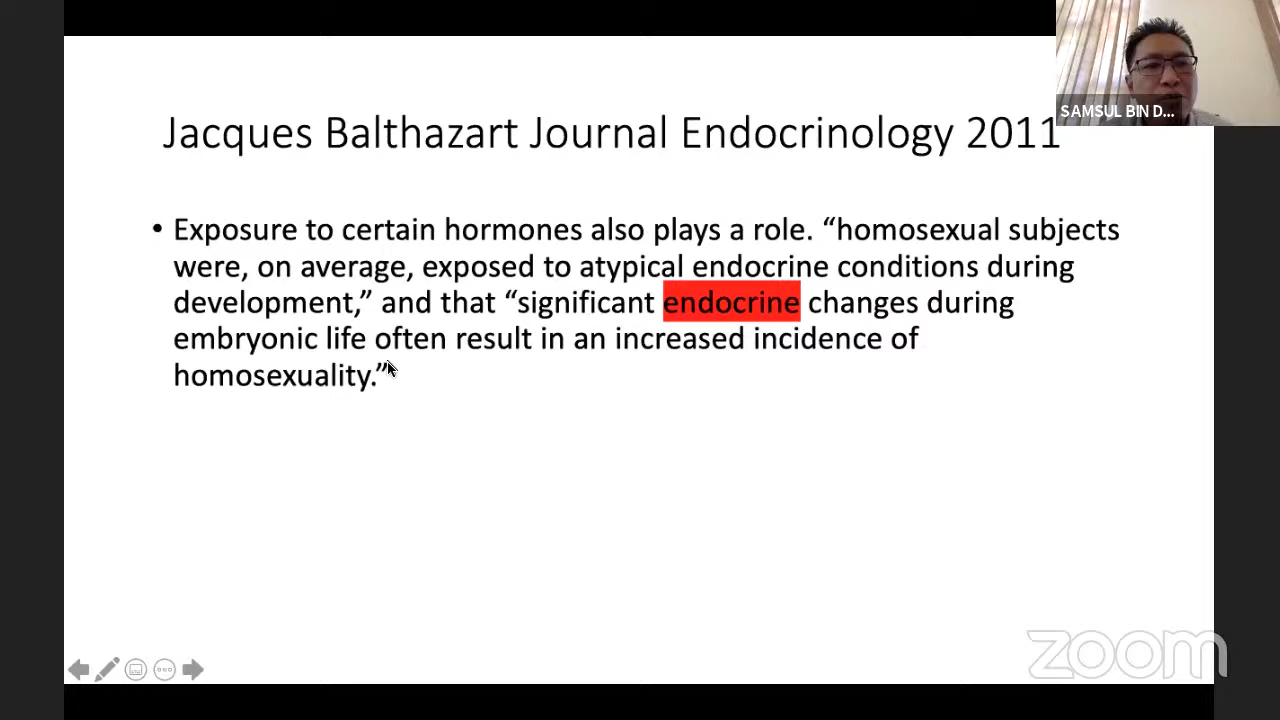 SAMSUL BIN D...
Jacques Balthazart Journal Endocrinology 2011
• Exposure to certain hormones also plays a role. “homosexual subjects
were, on average, exposed to atypical endocrine conditions during
development,” and that “significant endocrine changes during
embryonic life often result in an increased incidence of
homosexuality.”
zoom